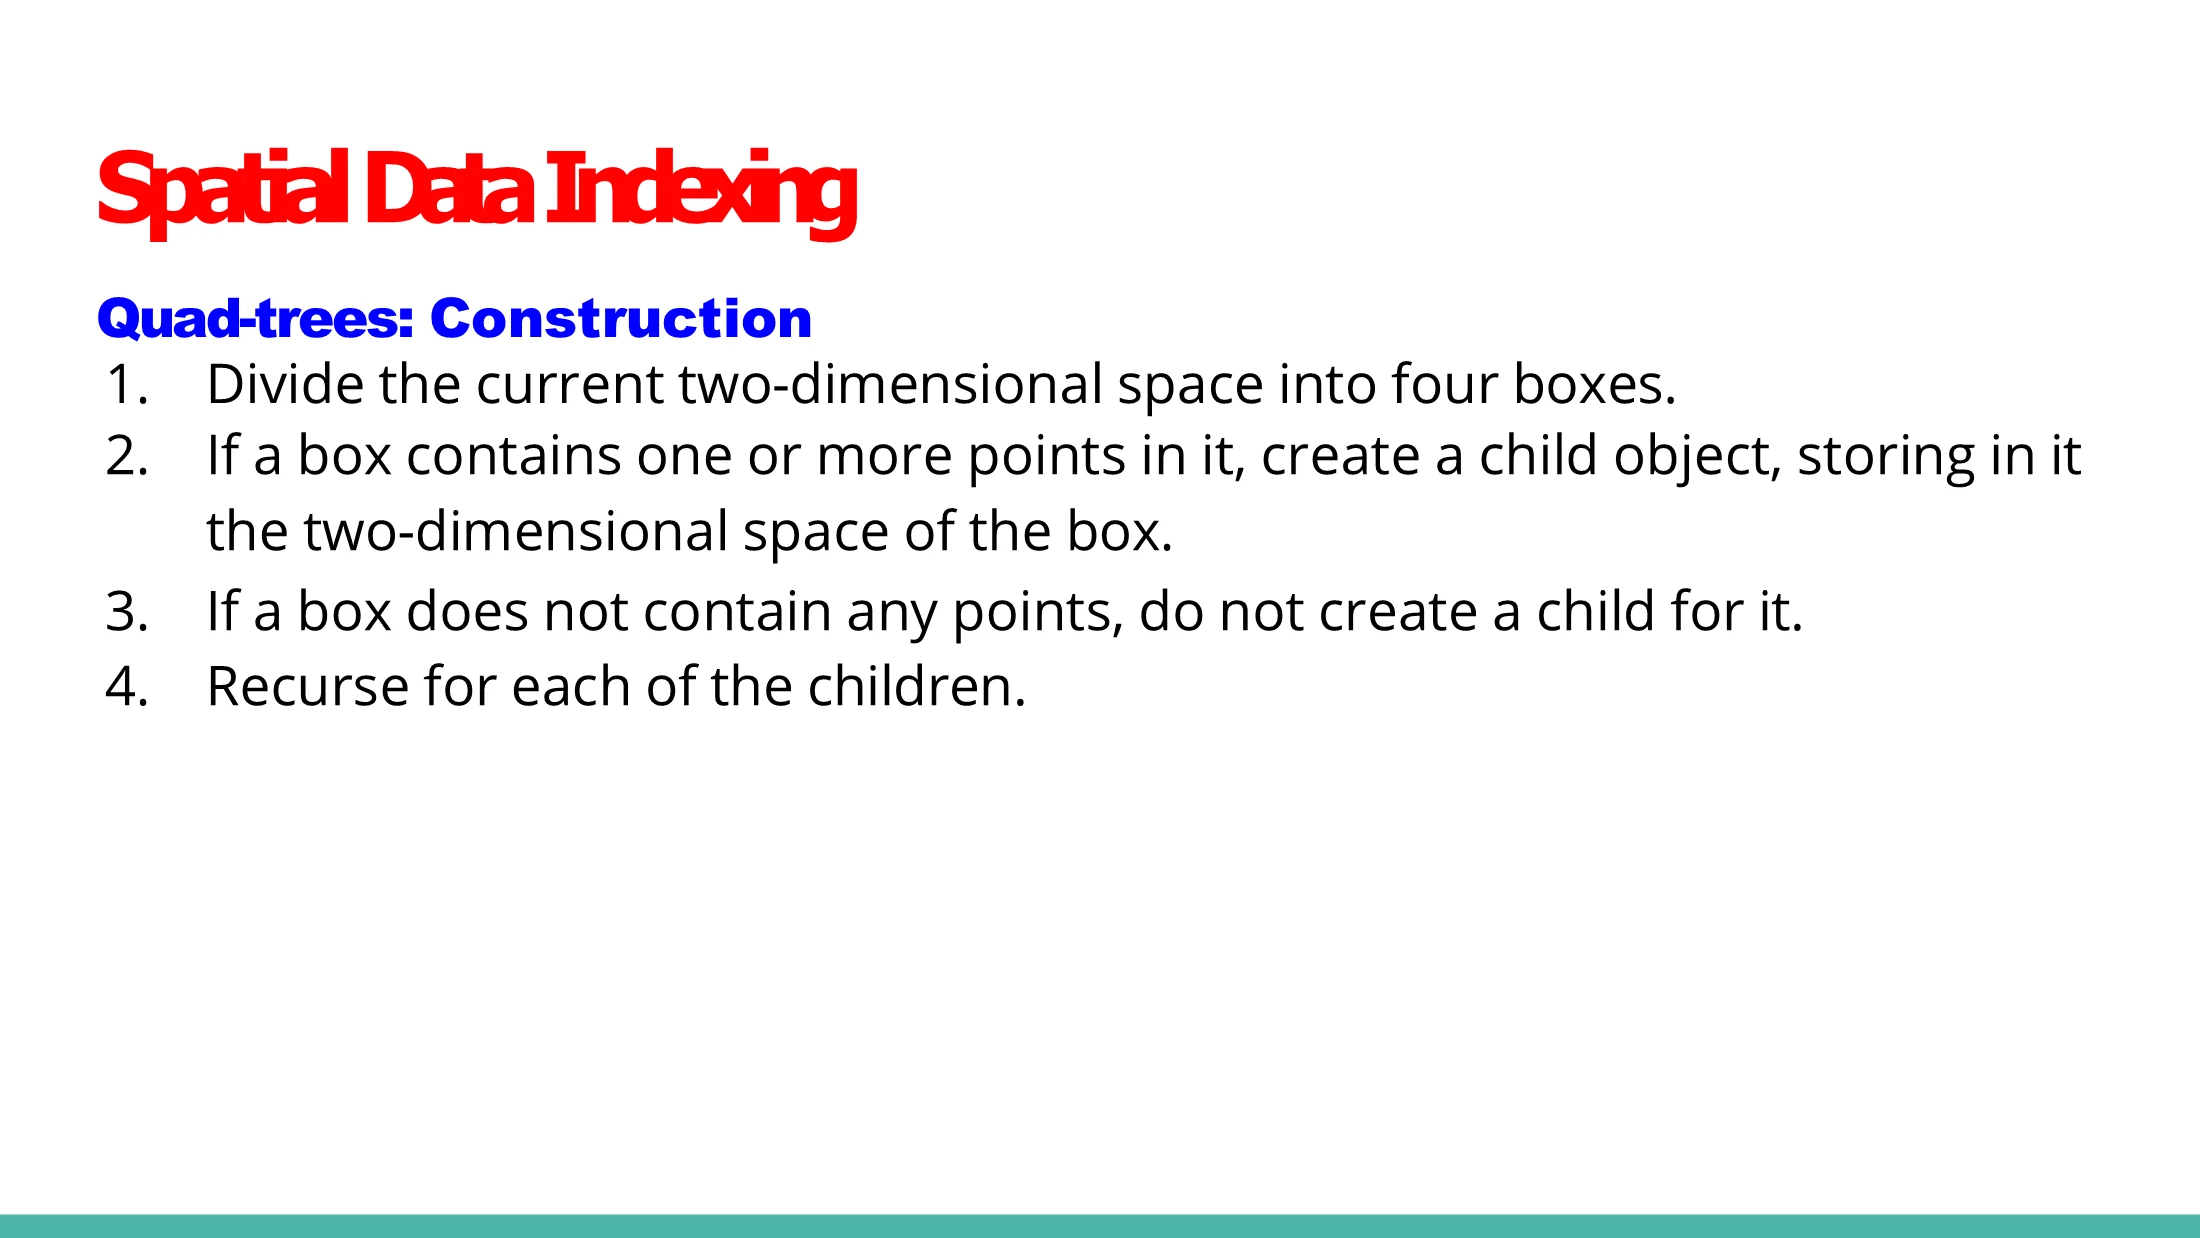 Spatial Data Indexing
Quad-trees: Construction
1. Divide the current two-dimensional space into four boxes.
2. If a box contains one or more points in it, create a child object, storing in it
the two-dimensional space of the box.
3. If a box does not contain any points, do not create a child for it.
4. Recurse for each of the children.